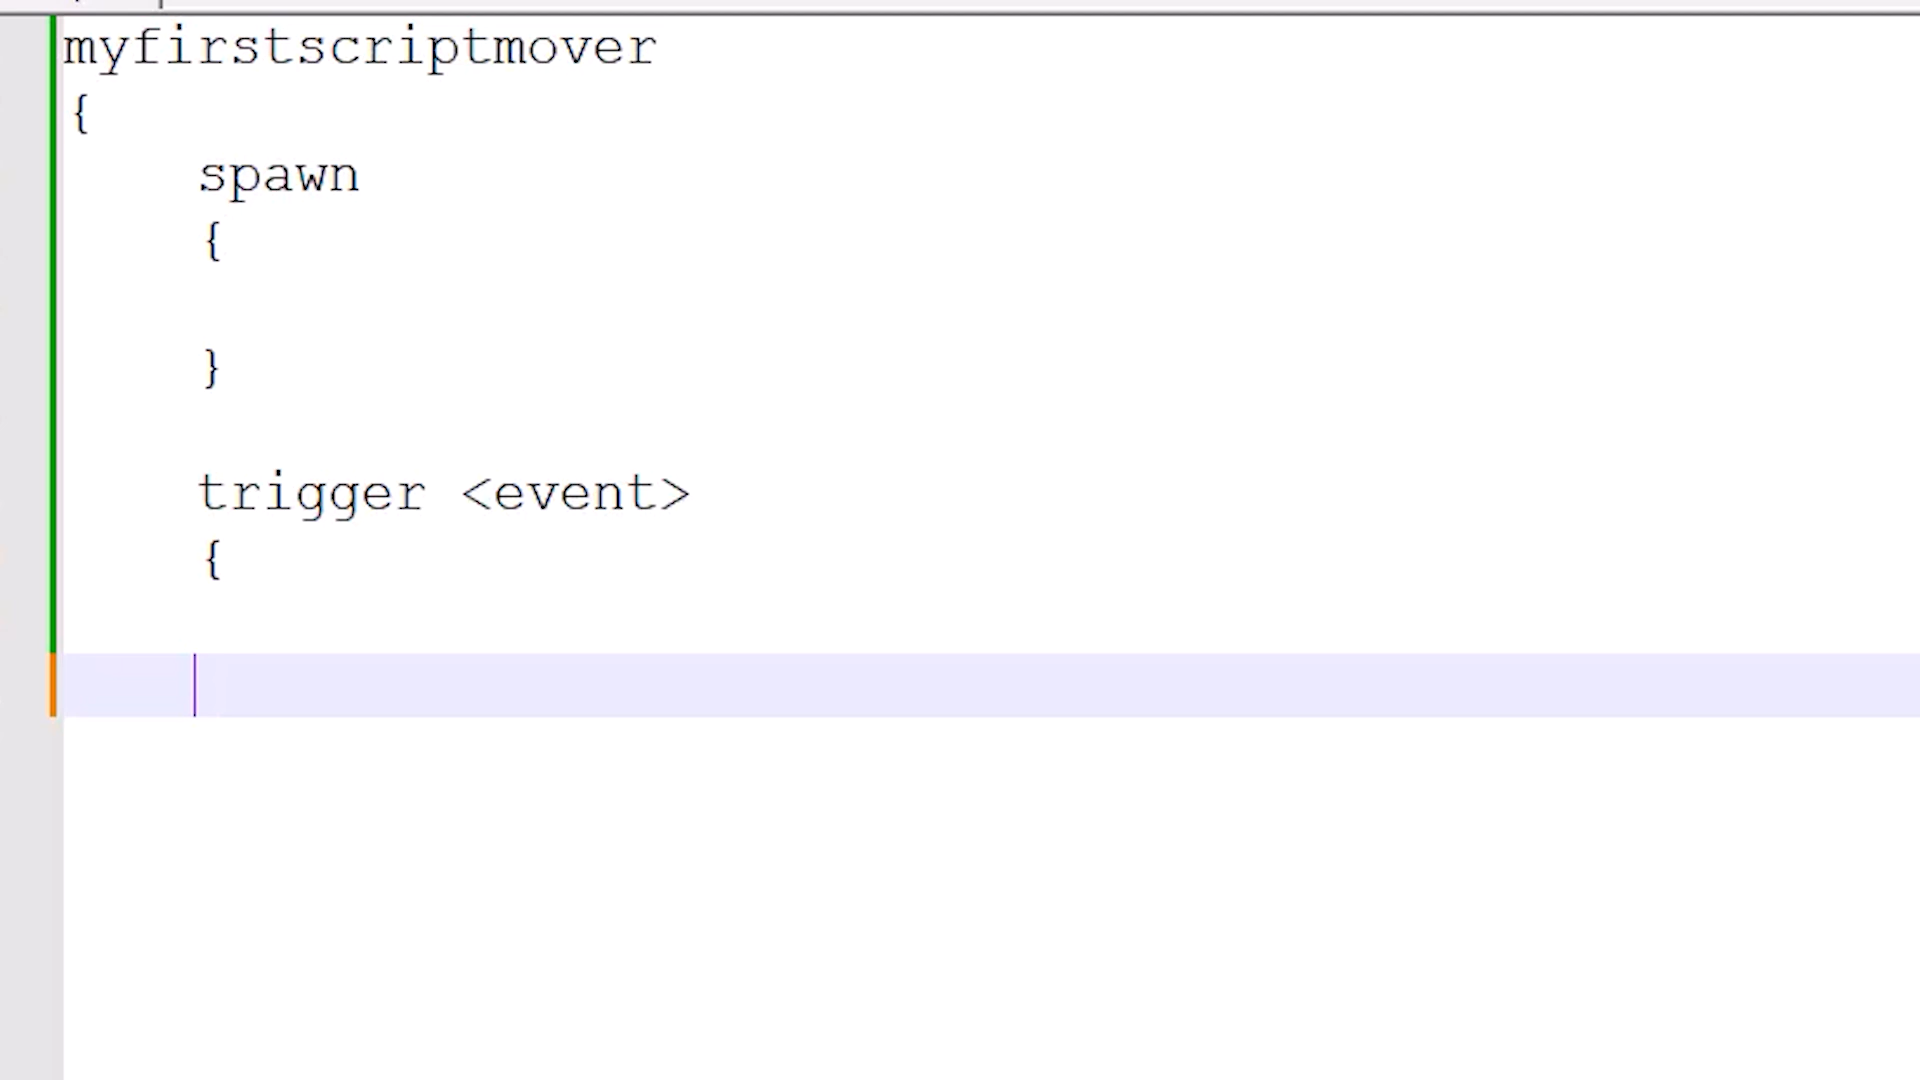 myfirstscriptmover
{
spawn
{
}
trigger <event>
{